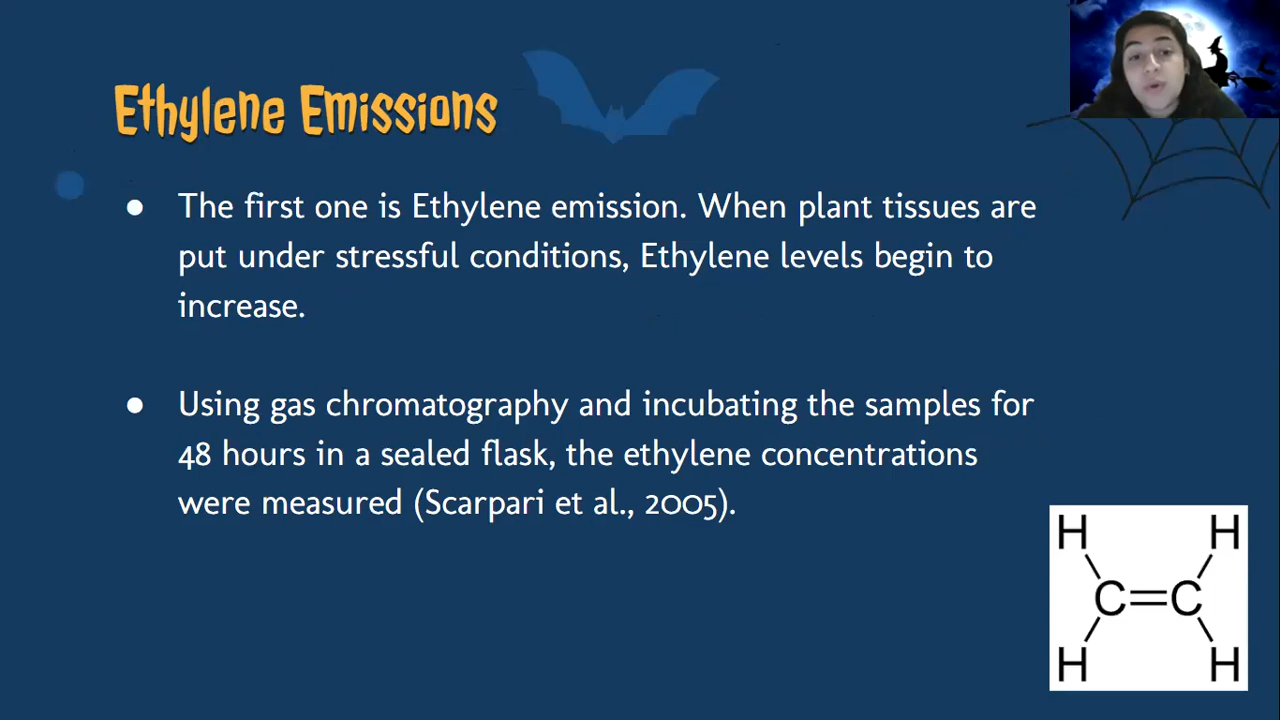 Ethylene Emissions
● The first one is Ethylene emission. When plant tissues are
put under stressful conditions, Ethylene levels begin to
increase.
● Using gas chromatography and incubating the samples for
48 hours in a sealed flask, the ethylene concentrations
were measured (Scarpari et al., 2005).
H H
C=C
H H